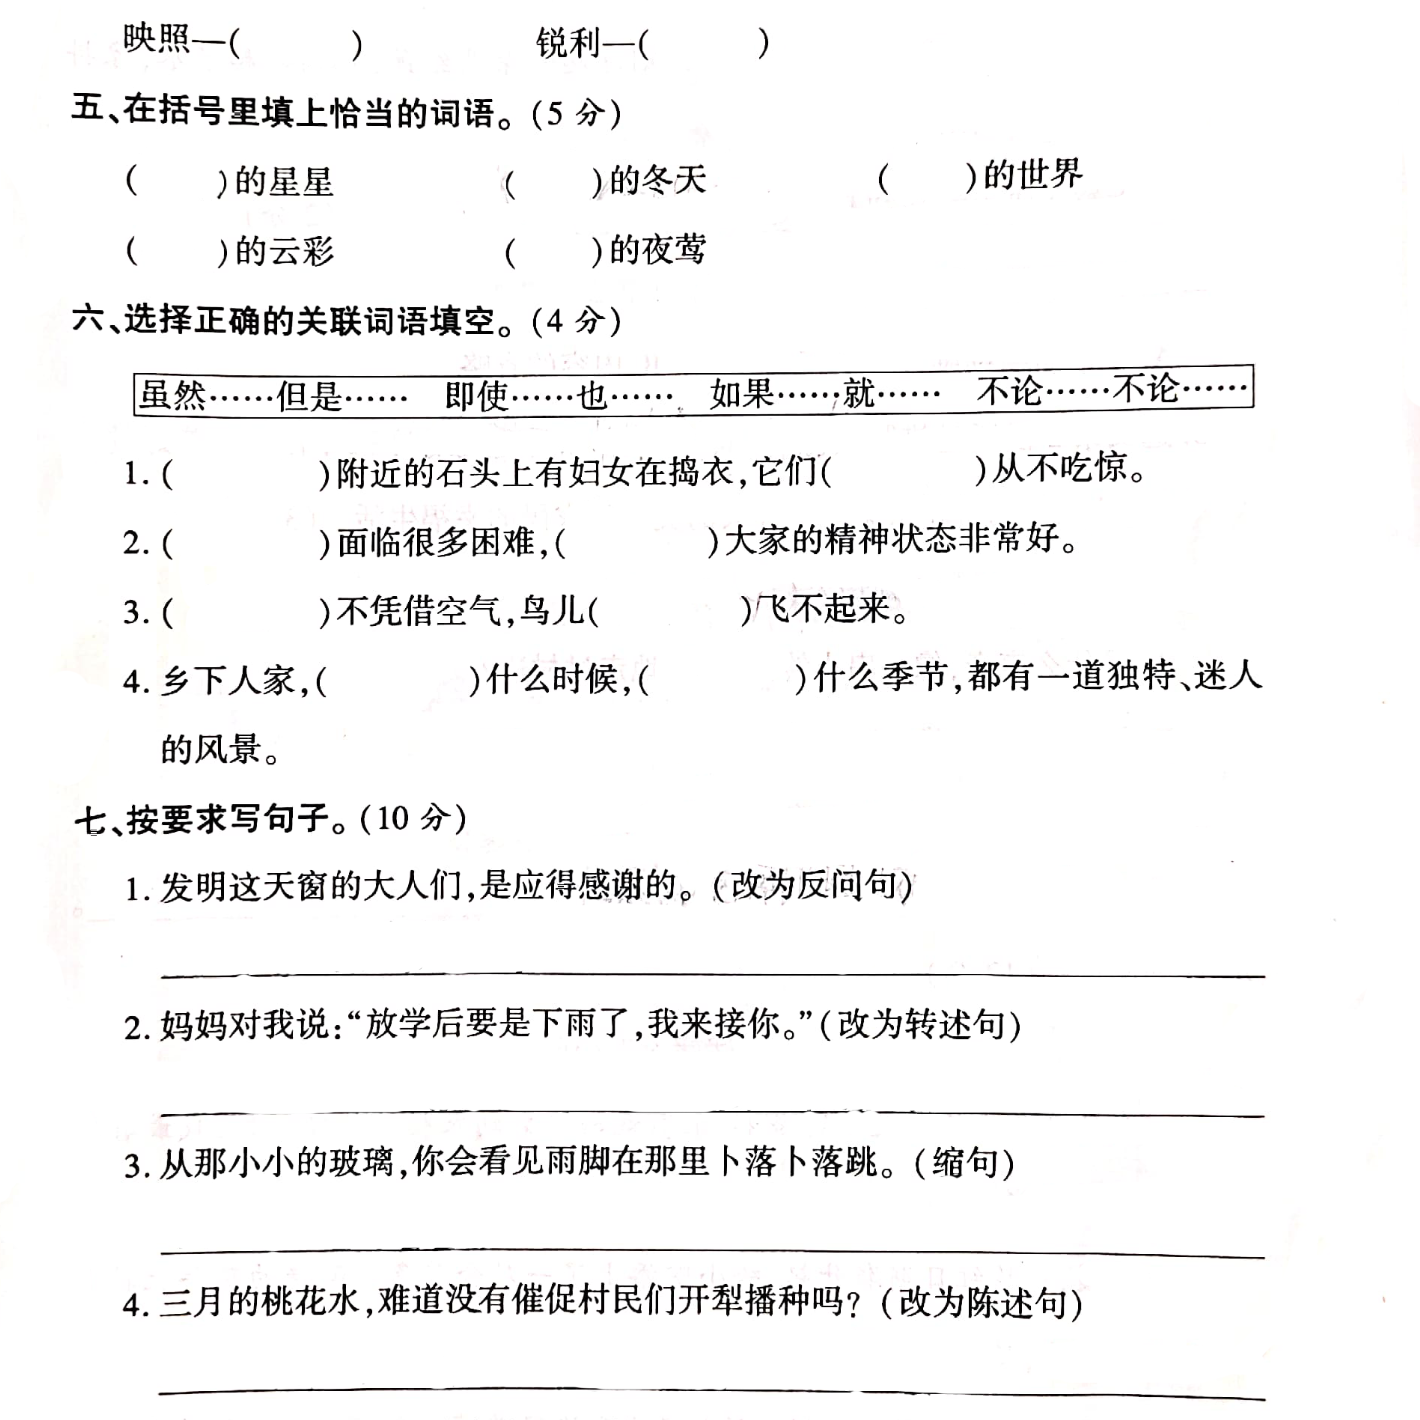 映照—(　　　)　　　　锐利—(　　　)
五、在括号里填上恰当的词语。(5 分)
(　　)的星星　　　　(　　)的冬天　　　　(　　)的世界
(　　)的云彩　　　　(　　)的夜莺
六、选择正确的关联词语填空。(4 分)
虽然……但是……　即使……也……　如果……就……　不论……不论……
1. (　　　　)附近的石头上有妇女在捣衣,它们(　　　　)从不吃惊。
2. (　　　　)面临很多困难,(　　　　)大家的精神状态非常好。
3. (　　　　)不凭借空气,鸟儿(　　　　)飞不起来。
4. 乡下人家,(　　　　)什么时候,(　　　　)什么季节,都有一道独特、迷人
的风景。
七、按要求写句子。(10 分)
1. 发明这天窗的大人们,是应得感谢的。(改为反问句)
2. 妈妈对我说:“放学后要是下雨了,我来接你。”(改为转述句)
3. 从那小小的玻璃,你会看见雨脚在那里卜落卜落跳。(缩句)
4. 三月的桃花水,难道没有催促村民们开犁播种吗? (改为陈述句)